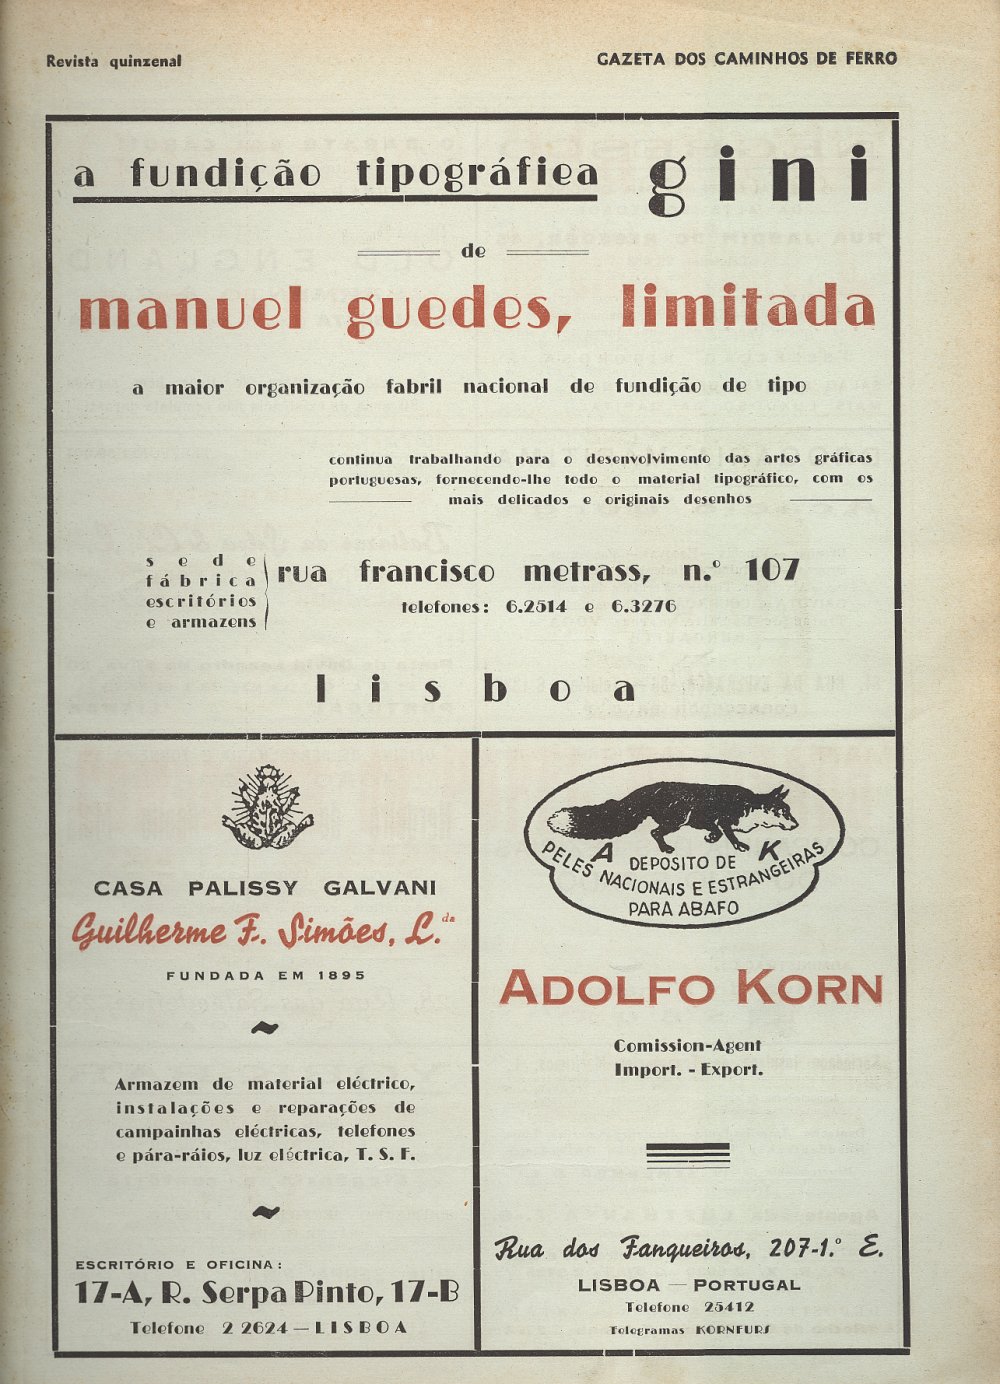 Revista quinzenal
GAZETA DOS CAMINHOS DE FERRO
a fundição tipográfica gini
de
manuel guedes, limitada
a maior organização fabril nacional de fundição de tipo
continua trabalhando para o desenvolvimento das artes gráficas
portuguesas, fornecendo-lhe todo o material tipográfico, com os
mais delicados e originais desenhos
sede
fábrica
escritórios
e armazens
rua francisco metrass, n.º 107
telefones: 6.2514 e 6.3276
lisboa
CASA PALISSY GALVANI
Guilherme F. Simões, L.da
FUNDADA EM 1895
~
Armazem de material eléctrico,
instalações e reparações de
campainhas eléctricas, telefones
e pára-ráios, luz eléctrica, T. S. F.
~
ESCRITÓRIO E OFICINA:
17-A, R. Serpa Pinto, 17-B
Telefone 2 2624 — LISBOA
A K
DEPOSITO DE
PELES NACIONAIS E ESTRANGEIRAS
PARA ABAFO
ADOLFO KORN
Comission-Agent
Import. - Export.
Rua dos Fanqueiros, 207-1.º E.
LISBOA — PORTUGAL
Telefone 25412
Telegramas KORNFURS